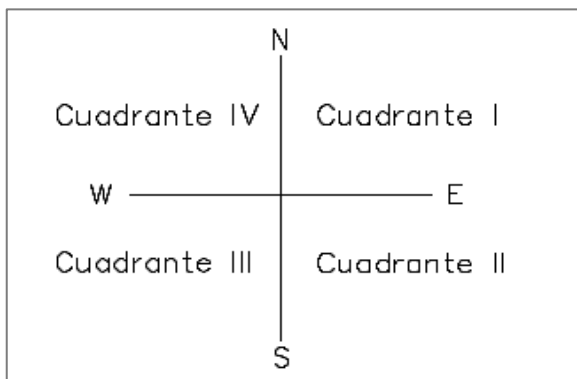 N
Cuadrante IV Cuadrante I
W E
Cuadrante III Cuadrante II
S